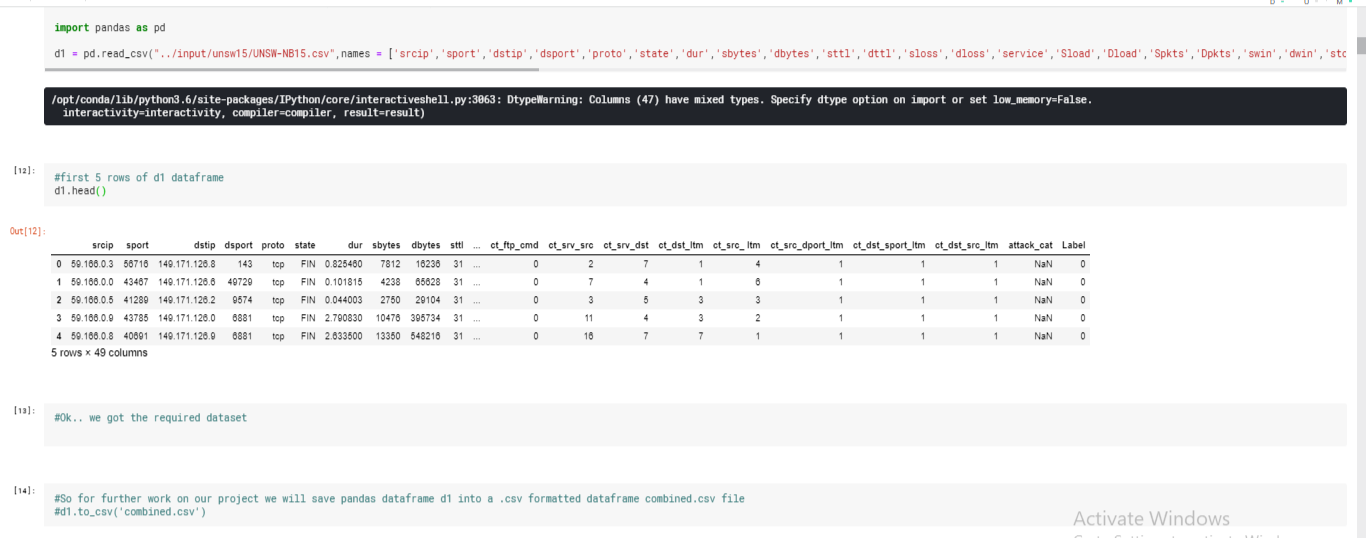 import pandas as pd
d1 = pd.read_csv("../input/unsw15/UNSW-NB15.csv",names = ['srcip','sport','dstip','dsport','proto','state','dur','sbytes','dbytes','sttl','dttl','sloss','dloss','service','Sload','Dload','Spkts','Dpkts','swin','dwin','stc
/opt/conda/lib/python3.6/site-packages/IPython/core/interactiveshell.py:3063: DtypeWarning: Columns (47) have mixed types. Specify dtype option on import or set low_memory=False.
interactivity=interactivity, compiler=compiler, result=result)
[12]:
#first 5 rows of d1 dataframe
d1.head()
Out[12]:
srcip sport dstip dsport proto state dur sbytes dbytes sttl ... ct_ftp_cmd ct_srv_src ct_srv_dst ct_dst_ltm ct_src_ ltm ct_src_dport_ltm ct_dst_sport_ltm ct_dst_src_ltm attack_cat Label
0 59.166.0.3 56716 149.171.126.8 143 tcp FIN 0.825460 7812 16236 31 ... 0 2 7 1 4 1 1 1 NaN 0
1 59.166.0.0 43467 149.171.126.6 49729 tcp FIN 0.101815 4238 65628 31 ... 0 7 4 1 6 1 1 1 NaN 0
2 59.166.0.5 41289 149.171.126.2 9574 tcp FIN 0.044003 2750 29104 31 ... 0 3 5 3 3 1 1 1 NaN 0
3 59.166.0.9 43785 149.171.126.0 6881 tcp FIN 2.790830 10476 395734 31 ... 0 11 4 3 2 1 1 1 NaN 0
4 59.166.0.8 40691 149.171.126.9 6881 tcp FIN 2.633500 13350 548216 31 ... 0 16 7 7 1 1 1 1 NaN 0
5 rows × 49 columns
[13]:
#Ok.. we got the required dataset
[14]:
#So for further work on our project we will save pandas dataframe d1 into a .csv formatted dataframe combined.csv file
#d1.to_csv('combined.csv')
Activate Windows